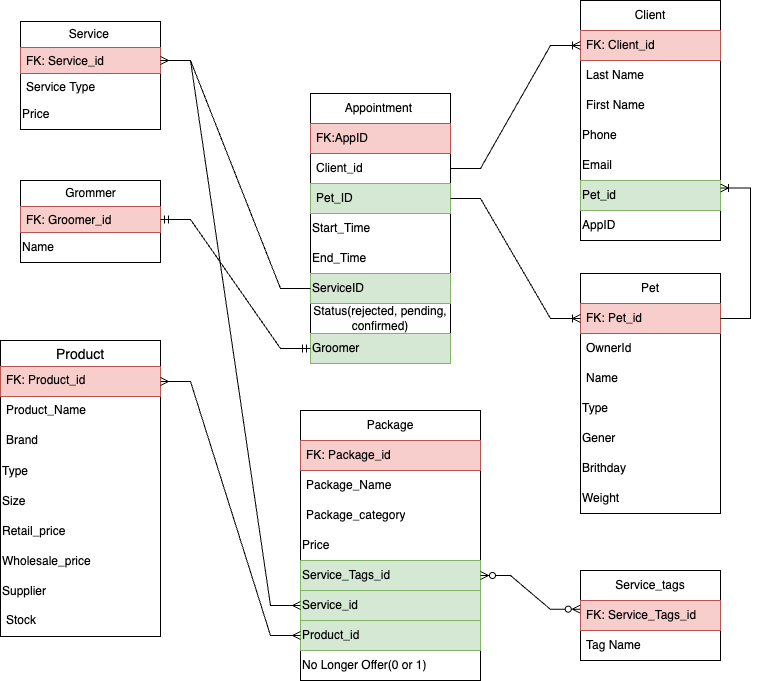 Service
FK: Service_id
Service Type
Price
Grommer
FK: Groomer_id
Name
Product
FK: Product_id
Product_Name
Brand
Type
Size
Retail_price
Wholesale_price
Supplier
Stock
Appointment
FK:AppID
Client_id
Pet_ID
Start_Time
End_Time
ServiceID
Status(rejected, pending,
confirmed)
Groomer
Package
FK: Package_id
Package_Name
Package_category
Price
Service_Tags_id
Service_id
Product_id
No Longer Offer(0 or 1)
Client
FK: Client_id
Last Name
First Name
Phone
Email
Pet_id
AppID
Pet
FK: Pet_id
OwnerId
Name
Type
Gener
Brithday
Weight
Service_tags
FK: Service_Tags_id
Tag Name